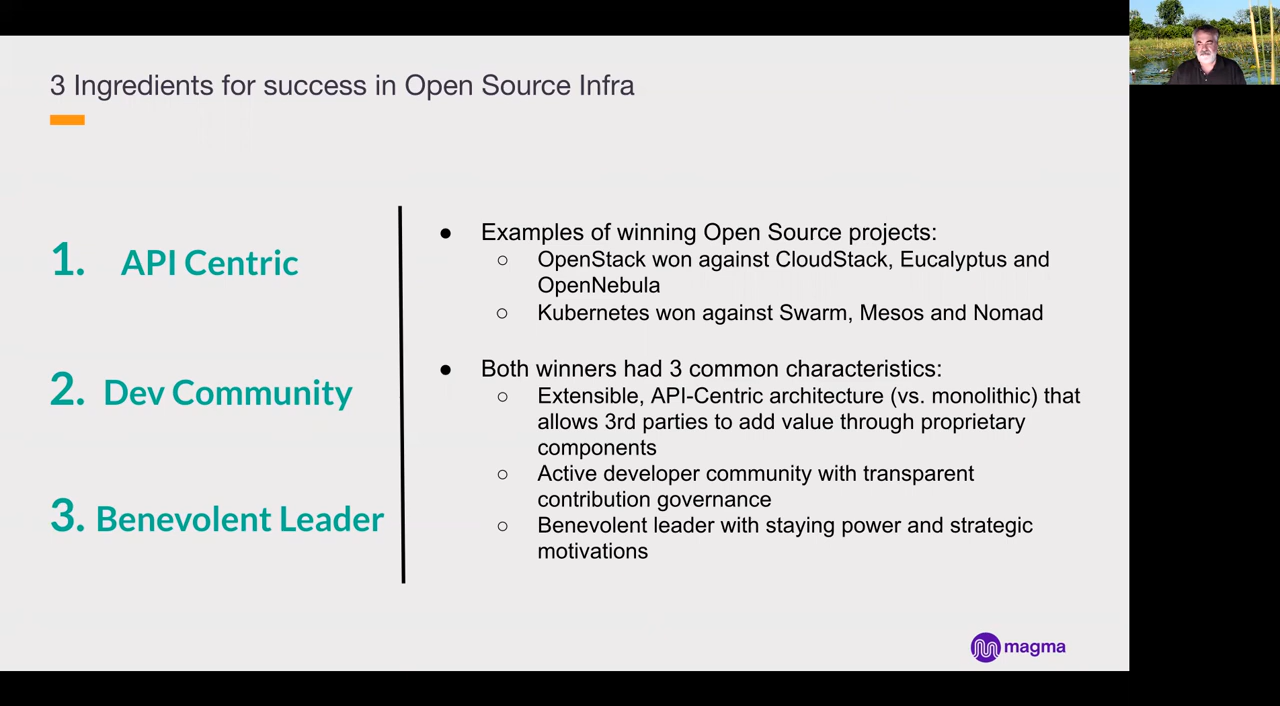 3 Ingredients for success in Open Source Infra
1. API Centric
2. Dev Community
3. Benevolent Leader
● Examples of winning Open Source projects:
○ OpenStack won against CloudStack, Eucalyptus and
OpenNebula
○ Kubernetes won against Swarm, Mesos and Nomad
● Both winners had 3 common characteristics:
○ Extensible, API-Centric architecture (vs. monolithic) that
allows 3rd parties to add value through proprietary
components
○ Active developer community with transparent
contribution governance
○ Benevolent leader with staying power and strategic
motivations
magma